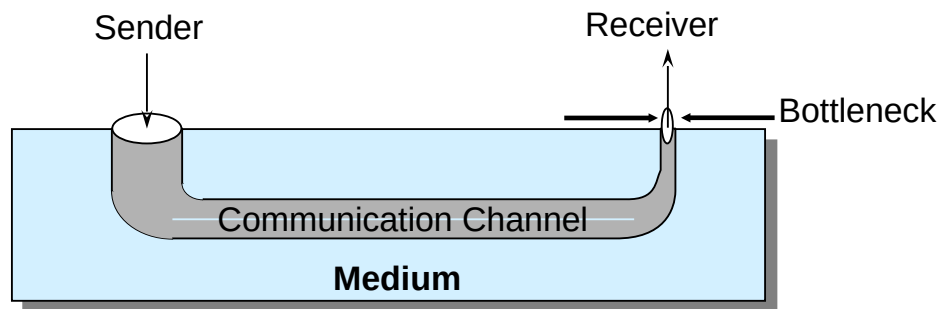 Sender
Receiver
Bottleneck
Communication Channel
Medium